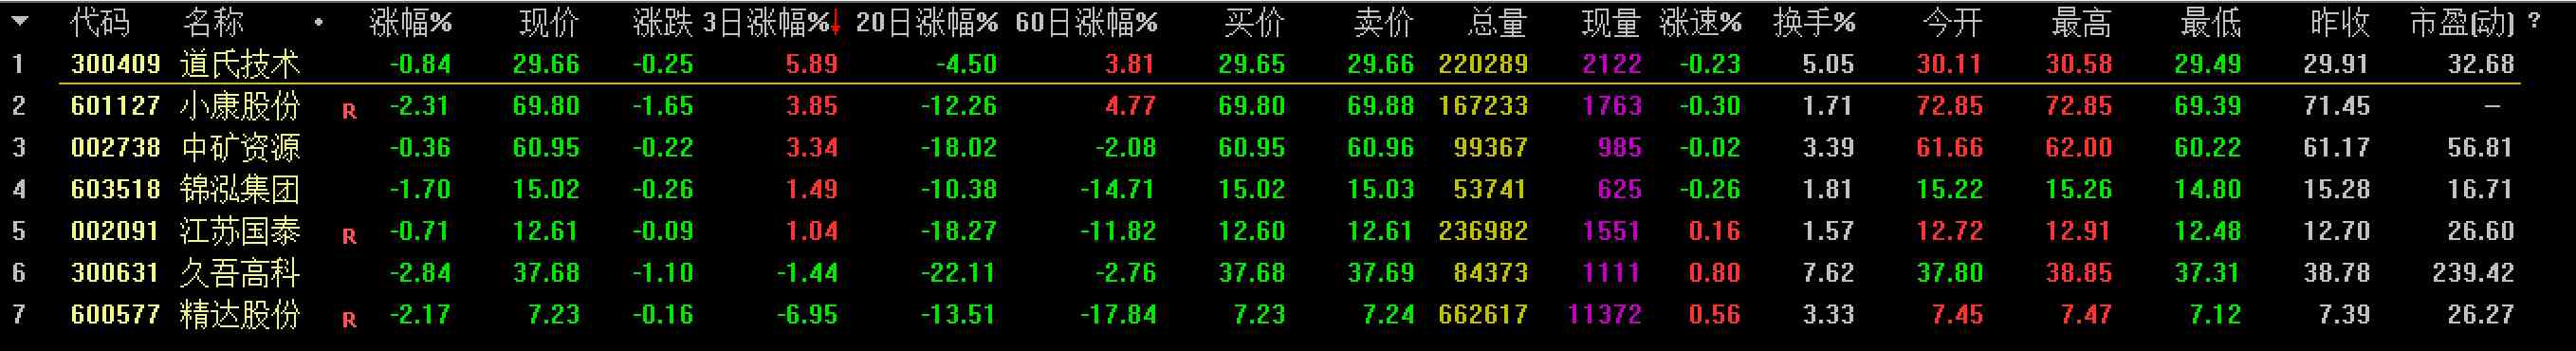 代码 名称 • 涨幅% 现价 涨跌 3日涨幅%↓ 20日涨幅% 60日涨幅% 买价 卖价 总量 现量 涨速% 换手% 今开 最高 最低 昨收 市盈(动) ?
1 300409 道氏技术 -0.84 29.66 -0.25 5.89 -4.50 3.81 29.65 29.66 220289 2122 -0.23 5.05 30.11 30.58 29.49 29.91 32.68
2 601127 小康股份 R -2.31 69.80 -1.65 3.85 -12.26 4.77 69.80 69.88 167233 1763 -0.30 1.71 72.85 72.85 69.39 71.45 —
3 002738 中矿资源 -0.36 60.95 -0.22 3.34 -18.02 -2.08 60.95 60.96 99367 985 -0.02 3.39 61.66 62.00 60.22 61.17 56.81
4 603518 锦泓集团 -1.70 15.02 -0.26 1.49 -10.38 -14.71 15.02 15.03 53741 625 -0.26 1.81 15.22 15.26 14.80 15.28 16.71
5 002091 江苏国泰 R -0.71 12.61 -0.09 1.04 -18.27 -11.82 12.60 12.61 236982 1551 0.16 1.57 12.72 12.91 12.48 12.70 26.60
6 300631 久吾高科 -2.84 37.68 -1.10 -1.44 -22.11 -2.76 37.68 37.69 84373 1111 0.80 7.62 37.80 38.85 37.31 38.78 239.42
7 600577 精达股份 R -2.17 7.23 -0.16 -6.95 -13.51 -17.84 7.23 7.24 662617 11372 0.56 3.33 7.45 7.47 7.12 7.39 26.27